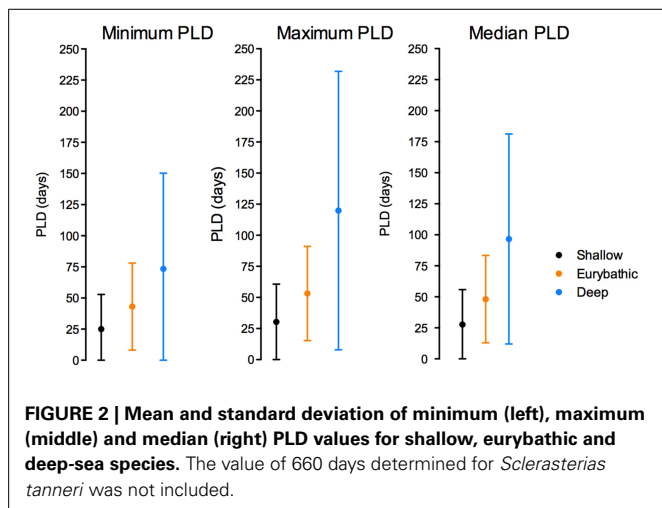 Minimum PLD
Maximum PLD
Median PLD
PLD (days)
250
225
200
175
150
125
100
75
50
25
0
PLD (days)
250
225
200
175
150
125
100
75
50
25
0
PLD (days)
250
225
200
175
150
125
100
75
50
25
0
Shallow
Eurybathic
Deep
FIGURE 2 | Mean and standard deviation of minimum (left), maximum
(middle) and median (right) PLD values for shallow, eurybathic and
deep-sea species. The value of 660 days determined for Sclerasterias
tanneri was not included.